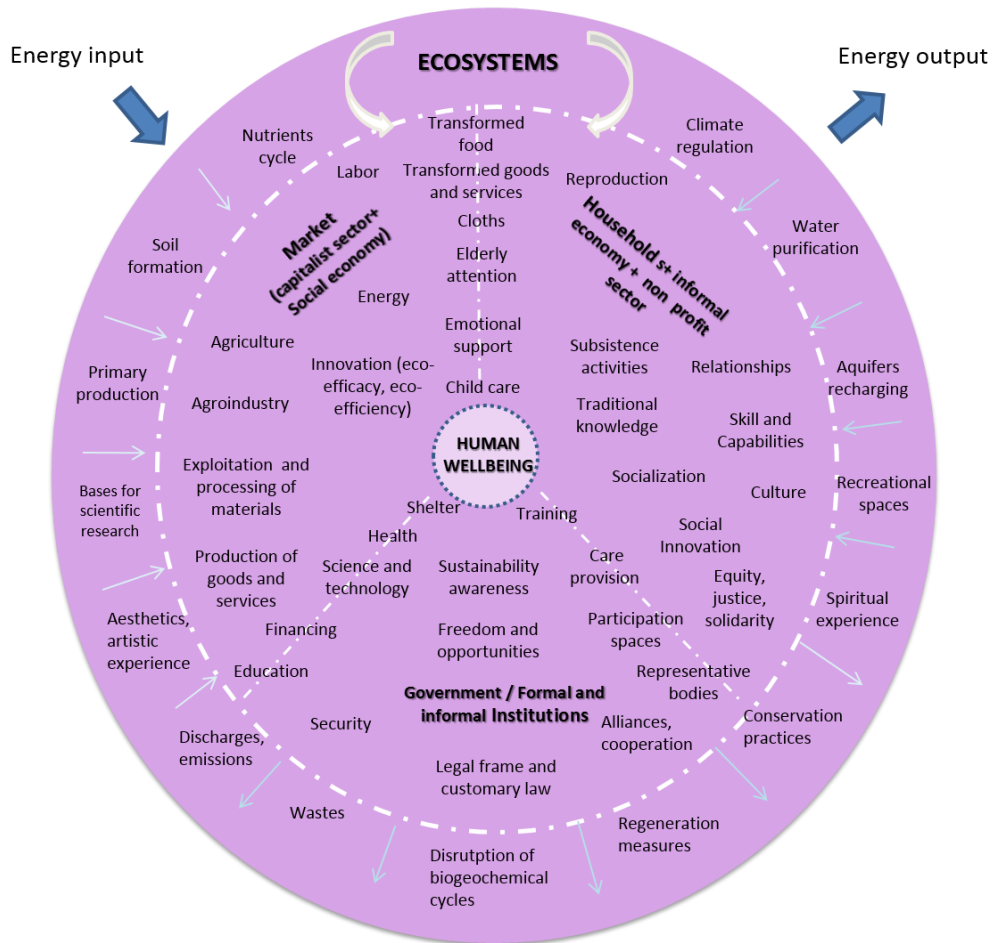 Energy input
ECOSYSTEMS
Energy output
Nutrients
cycle
Labor
Transformed
food
Transformed goods
and services
Climate
regulation
Reproduction
Market
(capitalist sector+
Social economy)
Cloths
Household s+ informal
economy + non profit
sector
Water
purification
Soil
formation
Elderly
attention
Energy
Emotional
support
Agriculture
Subsistence
activities
Relationships
Primary
production
Innovation (eco-
efficacy, eco-
efficiency)
Child care
Aquifers
recharging
Agroindustry
Traditional
knowledge
Skill and
Capabilities
HUMAN
WELLBEING
Exploitation and
processing of
materials
Socialization
Culture
Recreational
spaces
Bases for
scientific
research
Shelter
Training
Health
Social
Innovation
Production of
goods and
services
Science and
technology
Sustainability
awareness
Care
provision
Equity,
justice,
solidarity
Spiritual
experience
Aesthetics,
artistic
experience
Financing
Freedom and
opportunities
Participation
spaces
Education
Representative
bodies
Government / Formal and
informal Institutions
Security
Alliances,
cooperation
Conservation
practices
Discharges,
emissions
Legal frame and
customary law
Wastes
Regeneration
measures
Disrutption of
biogeochemical
cycles